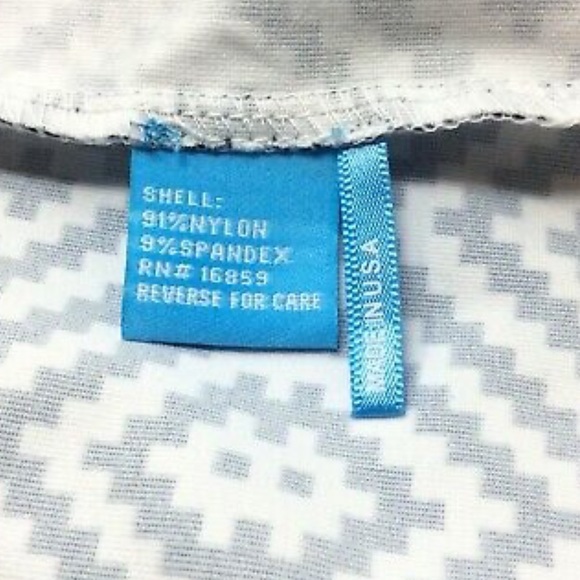 SHELL:
91%NYLON
9%SPANDEX
RN# 16859
REVERSE FOR CARE
MADE IN USA